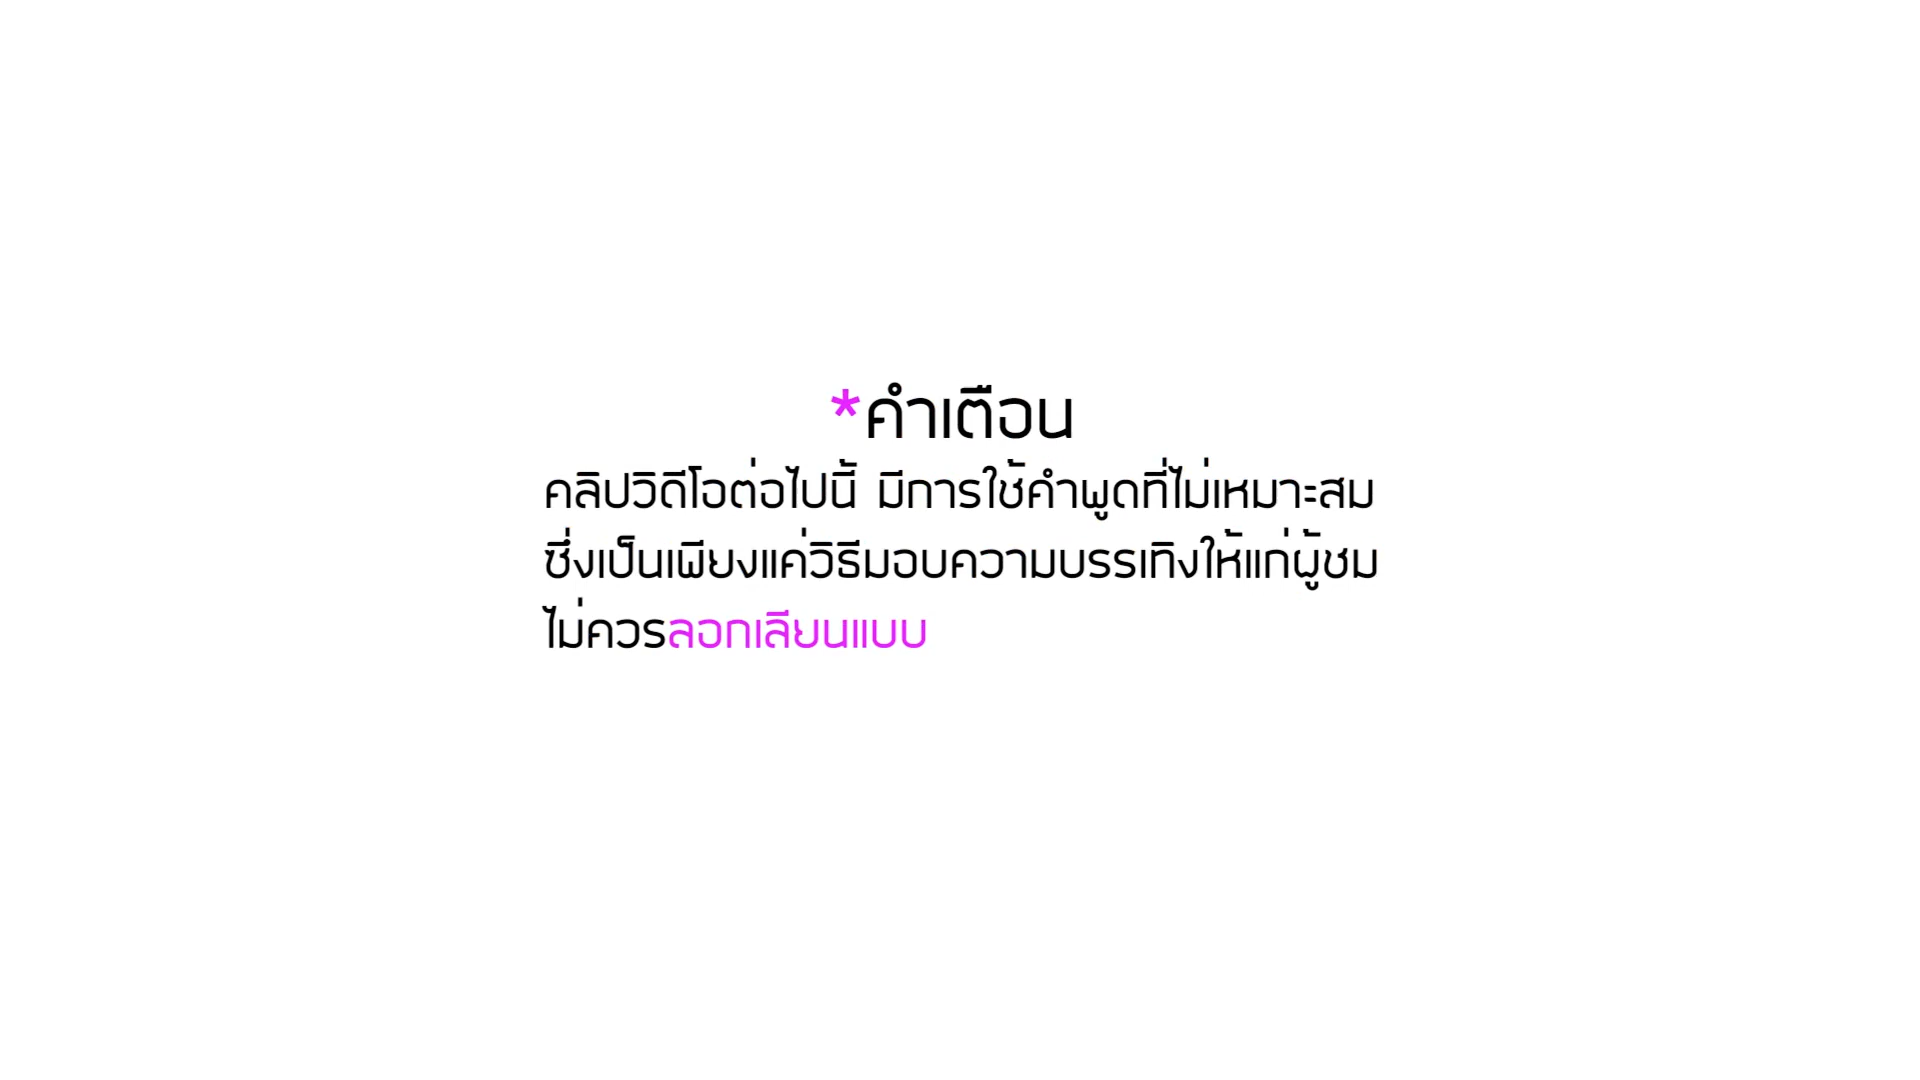 *คำเตือน
คลิปวิดีโอต่อไปนี้ มีการใช้คำพูดที่ไม่เหมาะสม
ซึ่งเป็นเพียงแค่วิธีมอบความบรรเทิงให้แก่ผู้ชม
ไม่ควรลอกเลียนแบบ